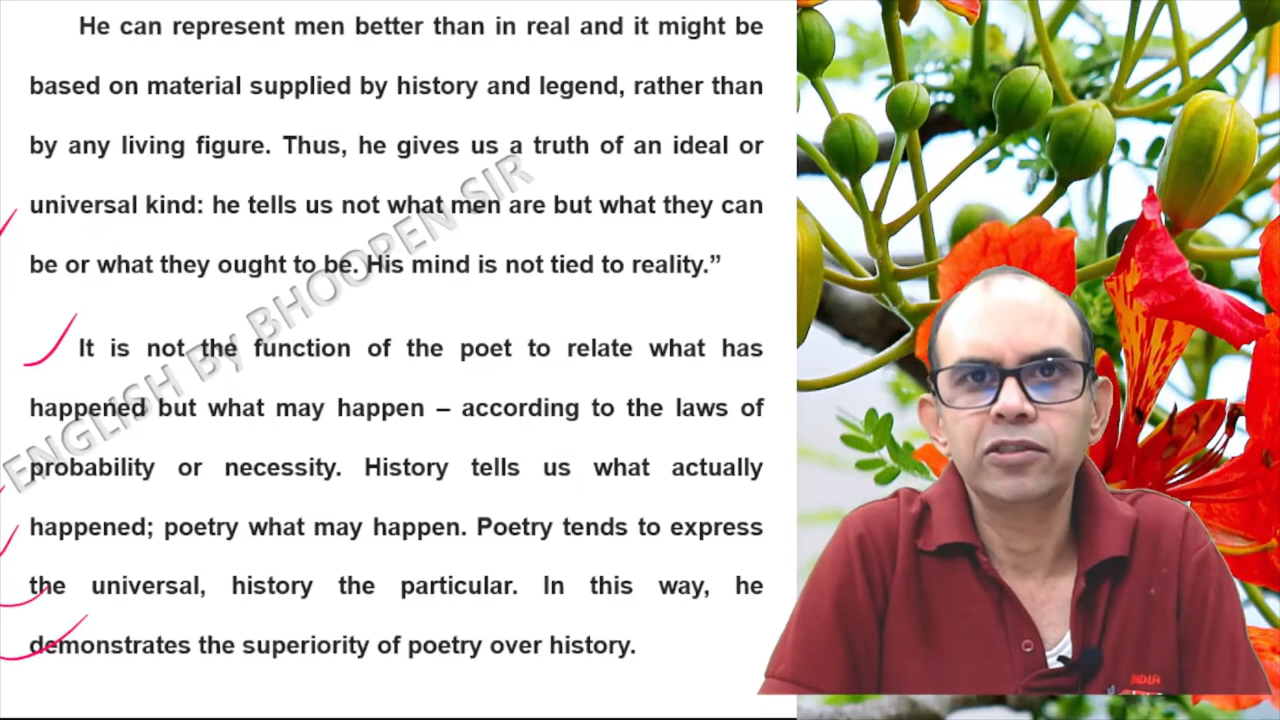 He can represent men better than in real and it might be
based on material supplied by history and legend, rather than
by any living figure. Thus, he gives us a truth of an ideal or
universal kind: he tells us not what men are but what they can
be or what they ought to be. His mind is not tied to reality.”
It is not the function of the poet to relate what has
happened but what may happen – according to the laws of
probability or necessity. History tells us what actually
happened; poetry what may happen. Poetry tends to express
the universal, history the particular. In this way, he
demonstrates the superiority of poetry over history.
ENGLISH By BHOOPEN SIR
INDIA